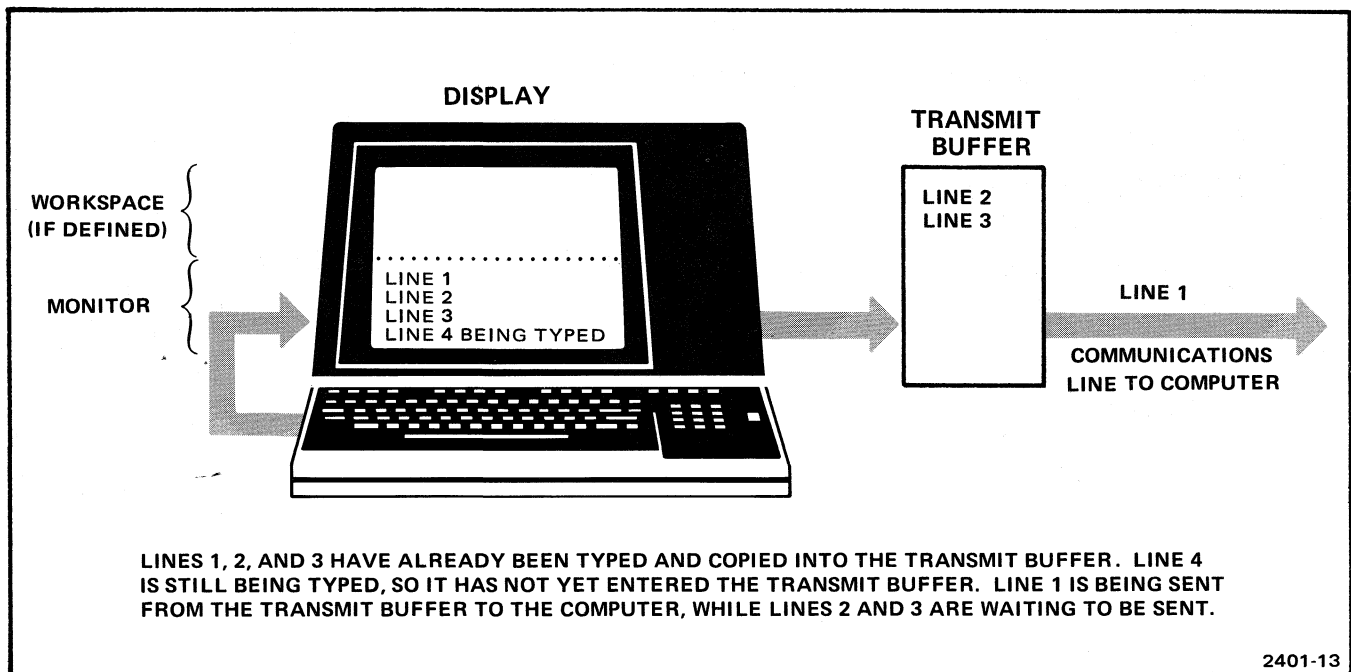 DISPLAY
TRANSMIT
BUFFER
WORKSPACE
(IF DEFINED)
MONITOR
LINE 1
LINE 2
LINE 3
LINE 4 BEING TYPED
LINE 2
LINE 3
LINE 1
COMMUNICATIONS
LINE TO COMPUTER
LINES 1, 2, AND 3 HAVE ALREADY BEEN TYPED AND COPIED INTO THE TRANSMIT BUFFER. LINE 4
IS STILL BEING TYPED, SO IT HAS NOT YET ENTERED THE TRANSMIT BUFFER. LINE 1 IS BEING SENT
FROM THE TRANSMIT BUFFER TO THE COMPUTER, WHILE LINES 2 AND 3 ARE WAITING TO BE SENT.
2401-13